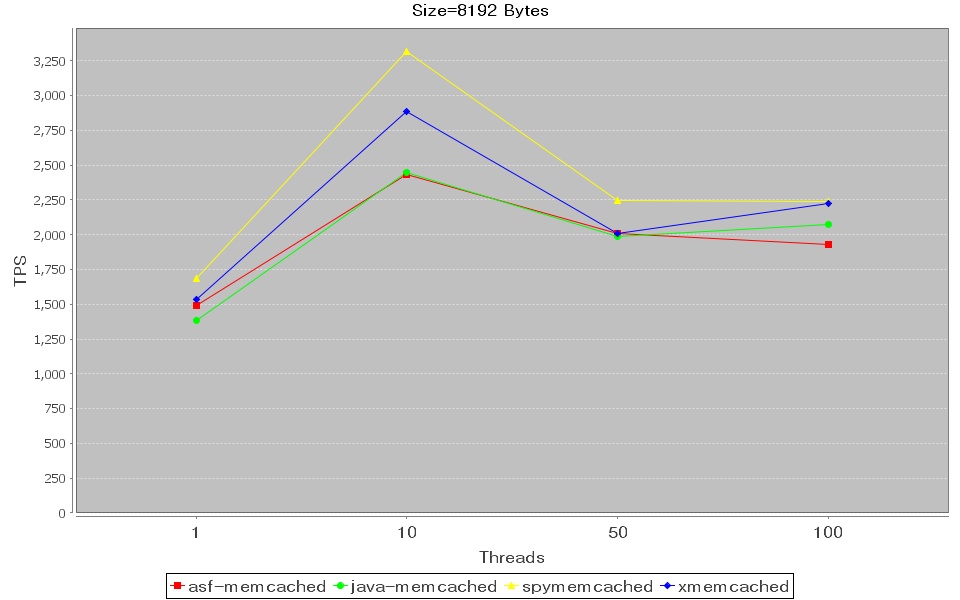 Size=8192 Bytes
3,250
3,000
2,750
2,500
2,250
2,000
1,750
1,500
1,250
1,000
750
500
250
0
TPS
1 10 50 100
Threads
asf-memcached java-memcached spymemcached xmemcached